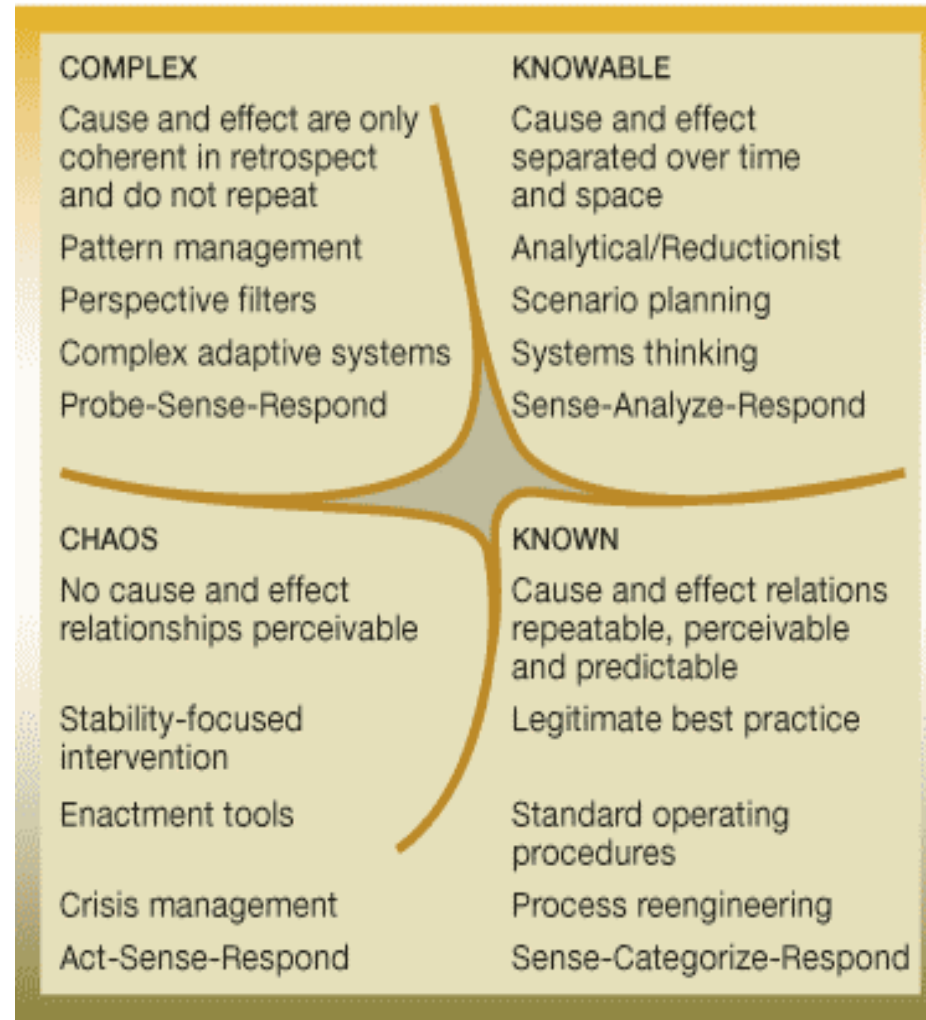 COMPLEX
Cause and effect are only
coherent in retrospect
and do not repeat
Pattern management
Perspective filters
Complex adaptive systems
Probe-Sense-Respond
KNOWABLE
Cause and effect
separated over time
and space
Analytical/Reductionist
Scenario planning
Systems thinking
Sense-Analyze-Respond
CHAOS
No cause and effect
relationships perceivable
Stability-focused
intervention
Enactment tools
Crisis management
Act-Sense-Respond
KNOWN
Cause and effect relations
repeatable, perceivable
and predictable
Legitimate best practice
Standard operating
procedures
Process reengineering
Sense-Categorize-Respond